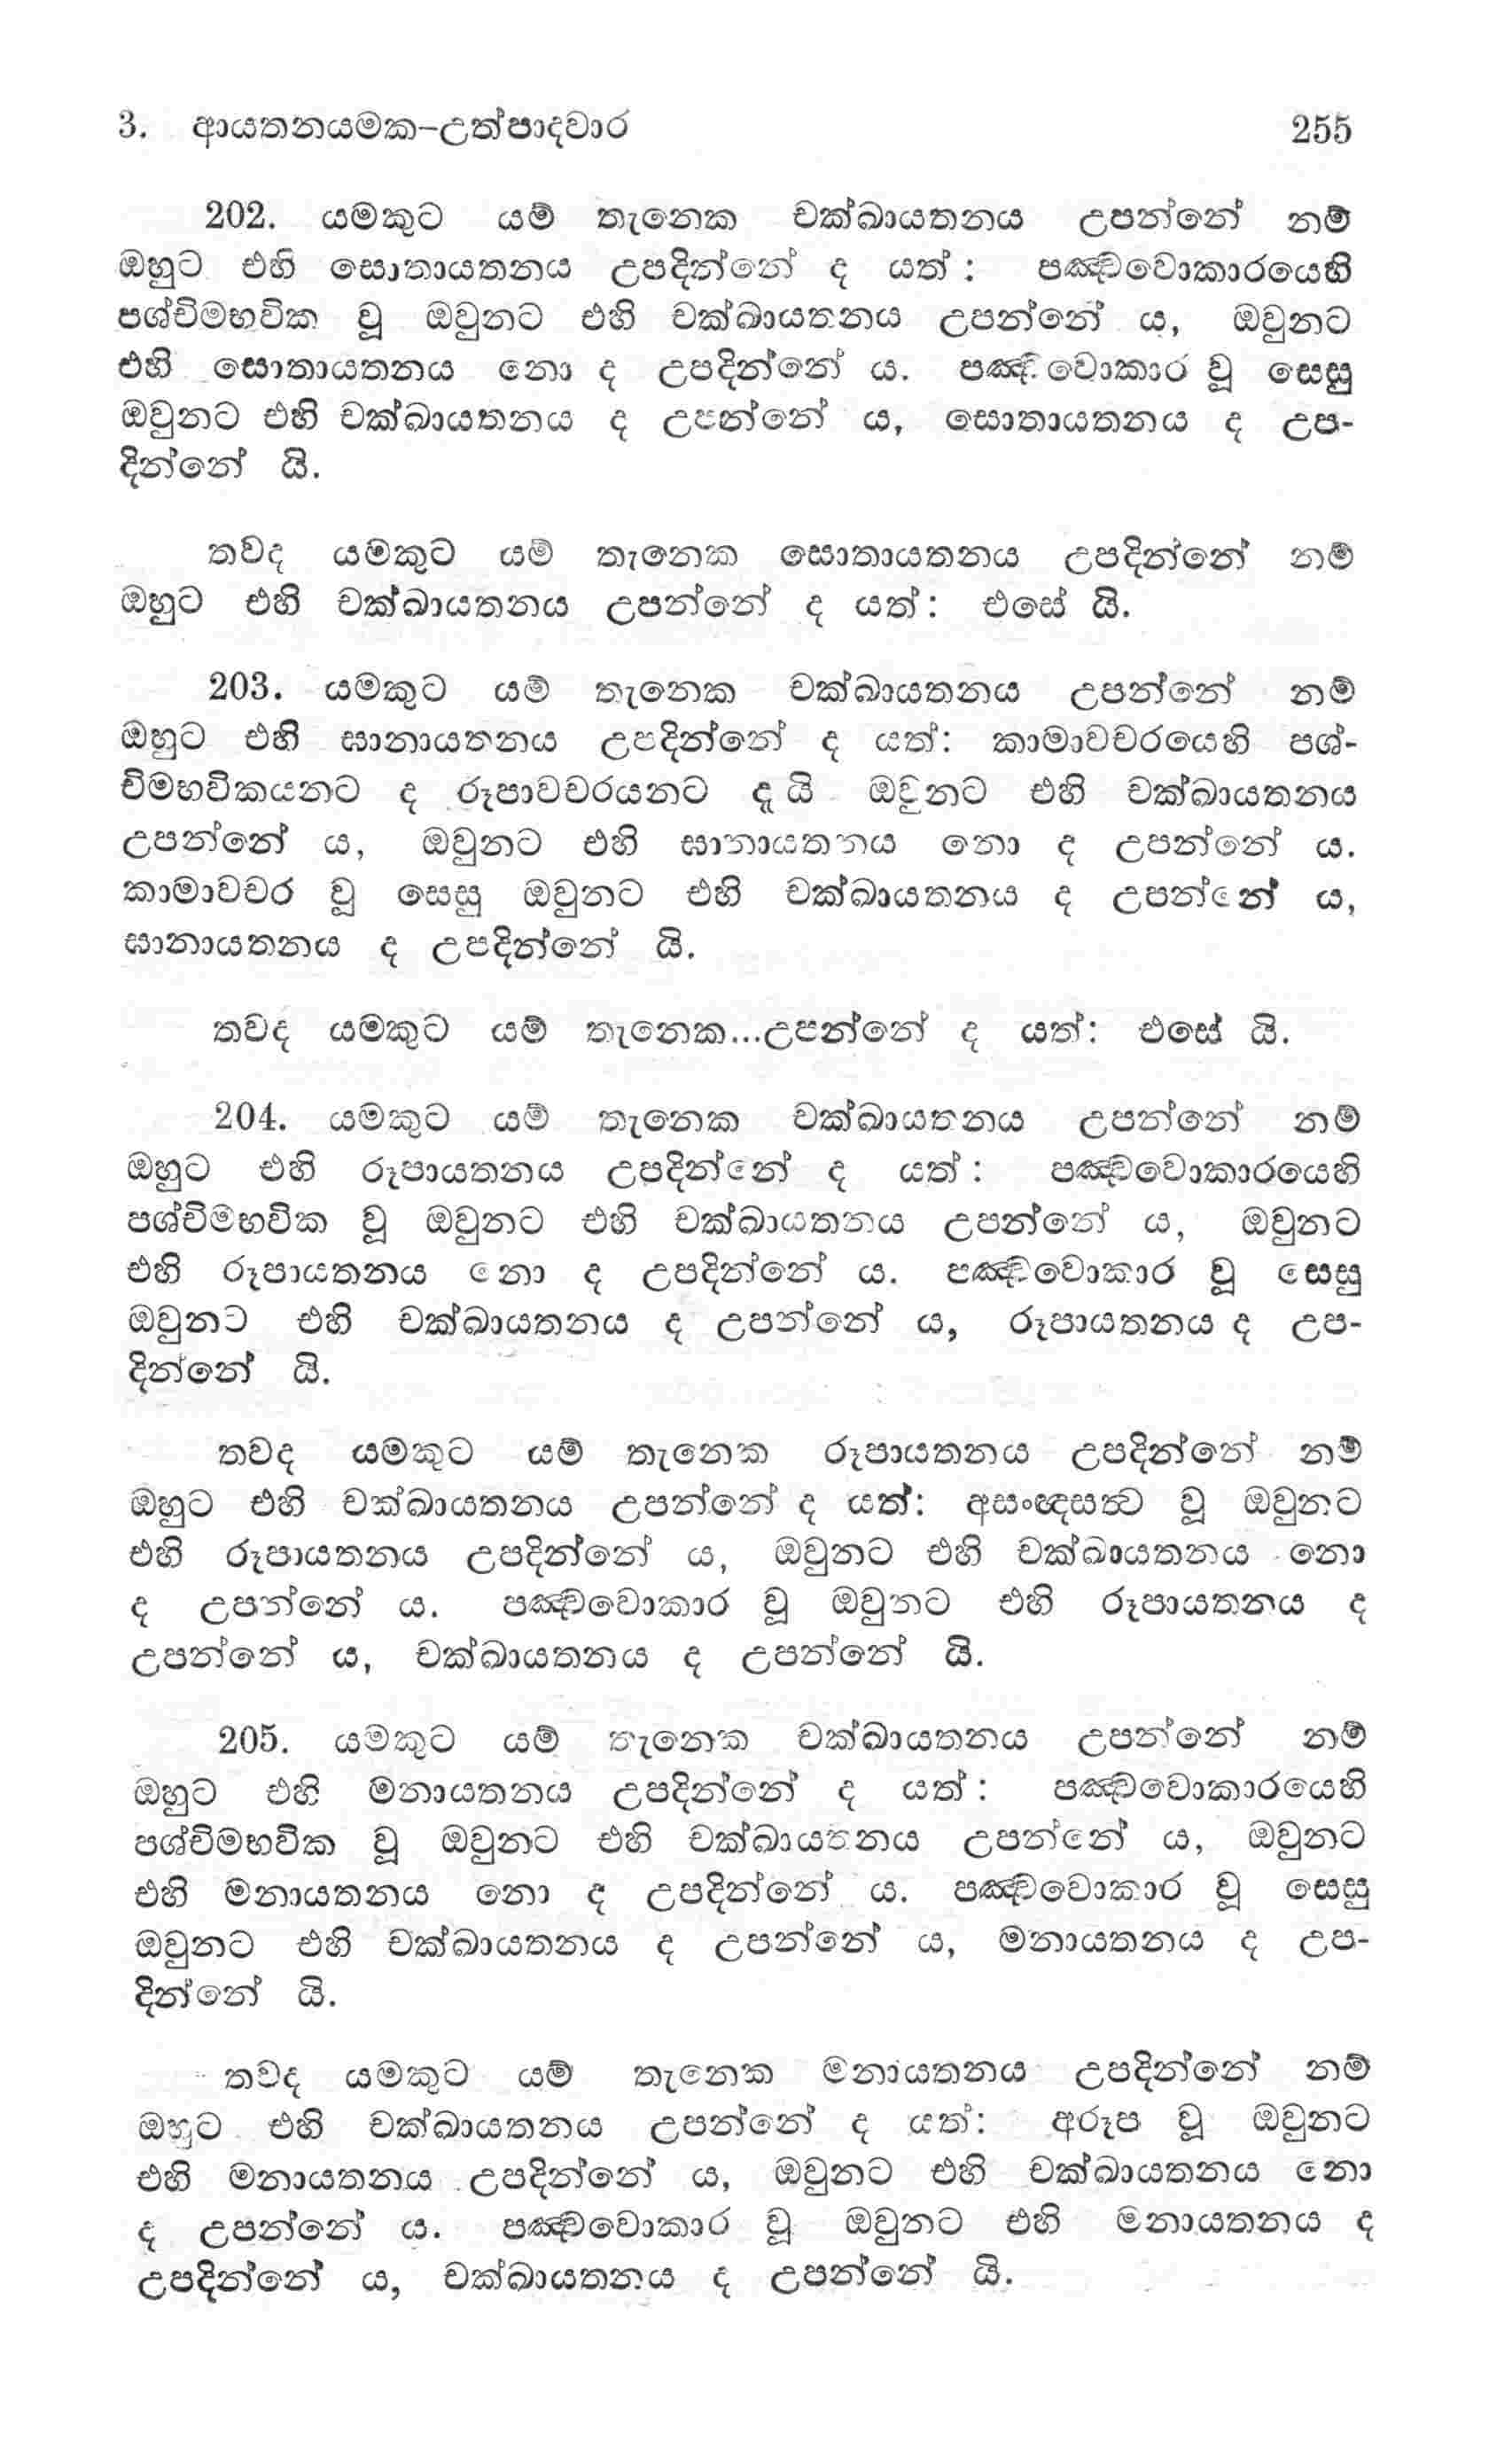 3. ආයතනයමක–උත්පාදවාර 255
202. යමකුට යම් තැනෙක චක්ඛායතනය උපන්නේ නම්
ඔහුට එහි සොතායතනය උපදින්නේ ද යත් : පඤ්චවොකාරයෙහි
පශ්චිමභවික වූ ඔවුනට එහි චක්ඛායතනය උපන්නේ ය, ඔවුනට
එහි සොතායතනය නො ද උපදින්නේ ය. පඤ්චවොකාර වූ සෙසු
ඔවුනට එහි චක්ඛායතනය ද උපන්නේ ය, සොතායතනය ද උප-
දින්නේ යි.
තවද යමකුට යම් තැනෙක සොතායතනය උපදින්නේ නම්
ඔහුට එහි චක්ඛායතනය උපන්නේ ද යත් : එසේ යි.
203. යමකුට යම් තැනෙක චක්ඛායතනය උපන්නේ නම්
ඔහුට එහි ඝානායතනය උපදින්නේ ද යත්: කාමාවචරයෙහි පශ්-
චිමභවිකයනට ද රූපාවචරයනට දැ යි ඔවුනට එහි චක්ඛායතනය
උපන්නේ ය, ඔවුනට එහි ඝානායතනය නො ද උපන්නේ ය.
කාමාවචර වූ සෙසු ඔවුනට එහි චක්ඛායතනය ද උපන්නේ ය,
ඝානායතනය ද උපදින්නේ යි.
තවද යමකුට යම් තැනෙක...උපන්නේ ද යත්: එසේ යි.
204. යමකුට යම් තැනෙක චක්ඛායතනය උපන්නේ නම්
ඔහුට එහි රූපායතනය උපදින්නේ ද යත් : පඤ්චවොකාරයෙහි
පශ්චිමභවික වූ ඔවුනට එහි චක්ඛායතනය උපන්නේ ය, ඔවුනට
එහි රූපායතනය නො ද උපදින්නේ ය. පඤ්චවොකාර වූ සෙසු
ඔවුනට එහි චක්ඛායතනය ද උපන්නේ ය, රූපායතනය ද උප-
දින්නේ යි.
තවද යමකුට යම් තැනෙක රූපායතනය උපදින්නේ නම්
ඔහුට එහි චක්ඛායතනය උපන්නේ ද යත්: අසංඥසත්‍ව වූ ඔවුනට
එහි රූපායතනය උපදින්නේ ය, ඔවුනට එහි චක්ඛායතනය නො
ද උපන්නේ ය. පඤ්චවොකාර වූ ඔවුනට එහි රූපායතනය ද
උපන්නේ ය, චක්ඛායතනය ද උපන්නේ යි.
205. යමකුට යම් තැනෙක චක්ඛායතනය උපන්නේ නම්
ඔහුට එහි මනායතනය උපදින්නේ ද යත් : පඤ්චවොකාරයෙහි
පශ්චිමභවික වූ ඔවුනට එහි චක්ඛායතනය උපන්නේ ය, ඔවුනට
එහි මනායතනය නො ද උපදින්නේ ය. පඤ්චවොකාර වූ සෙසු
ඔවුනට එහි චක්ඛායතනය ද උපන්නේ ය, මනායතනය ද උප-
දින්නේ යි.
තවද යමකුට යම් තැනෙක මනායතනය උපදින්නේ නම්
ඔහුට එහි චක්ඛායතනය උපන්නේ ද යත්: අරූප වූ ඔවුනට
එහි මනායතනය උපදින්නේ ය, ඔවුනට එහි චක්ඛායතනය නො
ද උපන්නේ ය. පඤ්චවොකාර වූ ඔවුනට එහි මනායතනය ද
උපදින්නේ ය, චක්ඛායතනය ද උපන්නේ යි.